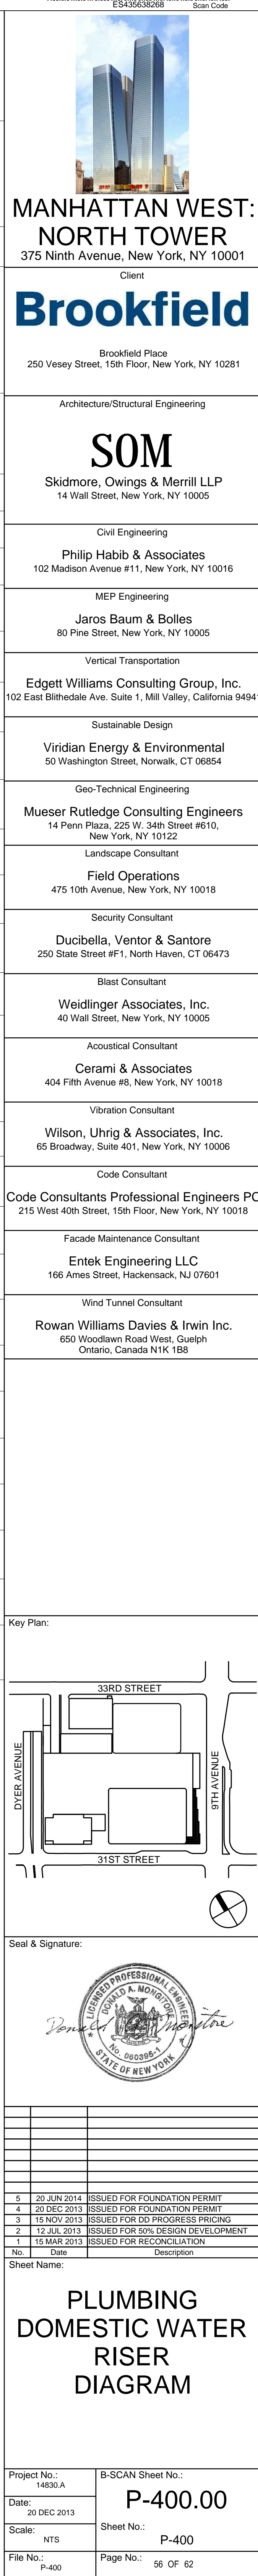 ES435638268
Scan Code
MANHATTAN WEST:
NORTH TOWER
375 Ninth Avenue, New York, NY 10001
Client
Brookfield
Brookfield Place
250 Vesey Street, 15th Floor, New York, NY 10281
Architecture/Structural Engineering
SOM
Skidmore, Owings & Merrill LLP
14 Wall Street, New York, NY 10005
Civil Engineering
Philip Habib & Associates
102 Madison Avenue #11, New York, NY 10016
MEP Engineering
Jaros Baum & Bolles
80 Pine Street, New York, NY 10005
Vertical Transportation
Edgett Williams Consulting Group, Inc.
102 East Blithedale Ave. Suite 1, Mill Valley, California 94941
Sustainable Design
Viridian Energy & Environmental
50 Washington Street, Norwalk, CT 06854
Geo-Technical Engineering
Mueser Rutledge Consulting Engineers
14 Penn Plaza, 225 W. 34th Street #610,
New York, NY 10122
Landscape Consultant
Field Operations
475 10th Avenue, New York, NY 10018
Security Consultant
Ducibella, Ventor & Santore
250 State Street #F1, North Haven, CT 06473
Blast Consultant
Weidlinger Associates, Inc.
40 Wall Street, New York, NY 10005
Acoustical Consultant
Cerami & Associates
404 Fifth Avenue #8, New York, NY 10018
Vibration Consultant
Wilson, Uhrig & Associates, Inc.
65 Broadway, Suite 401, New York, NY 10006
Code Consultant
Code Consultants Professional Engineers PC
215 West 40th Street, 15th Floor, New York, NY 10018
Facade Maintenance Consultant
Entek Engineering LLC
166 Ames Street, Hackensack, NJ 07601
Wind Tunnel Consultant
Rowan Williams Davies & Irwin Inc.
650 Woodlawn Road West, Guelph
Ontario, Canada N1K 1B8
Key Plan:
33RD STREET
DYER AVENUE
9TH AVENUE
31ST STREET
Seal & Signature:
LICENSED PROFESSIONAL ENGINEER
DONALD A. MONGITORE
No. 060395-1
STATE OF NEW YORK
5 20 JUN 2014 ISSUED FOR FOUNDATION PERMIT
4 20 DEC 2013 ISSUED FOR FOUNDATION PERMIT
3 15 NOV 2013 ISSUED FOR DD PROGRESS PRICING
2 12 JUL 2013 ISSUED FOR 50% DESIGN DEVELOPMENT
1 15 MAR 2013 ISSUED FOR RECONCILIATION
No. Date Description
Sheet Name:
PLUMBING
DOMESTIC WATER
RISER
DIAGRAM
Project No.:
14830.A
B-SCAN Sheet No.:
P-400.00
Date:
20 DEC 2013
Scale:
NTS
Sheet No.:
P-400
File No.:
P-400
Page No.:
56 OF 62